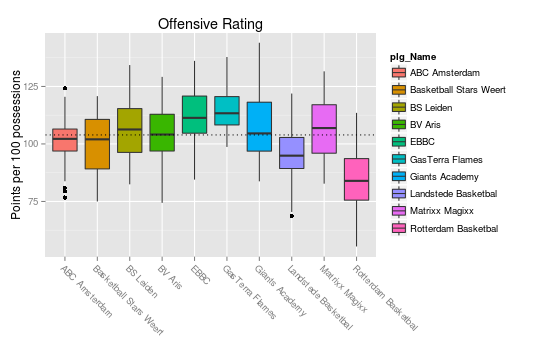 Offensive Rating
Points per 100 possessions
125
100
75
ABC Amsterdam
Basketball Stars Weert
BS Leiden
BV Aris
EBBC
GasTerra Flames
Giants Academy
Landstede Basketbal
Matrixx Magixx
Rotterdam Basketbal
plg_Name
ABC Amsterdam
Basketball Stars Weert
BS Leiden
BV Aris
EBBC
GasTerra Flames
Giants Academy
Landstede Basketbal
Matrixx Magixx
Rotterdam Basketbal